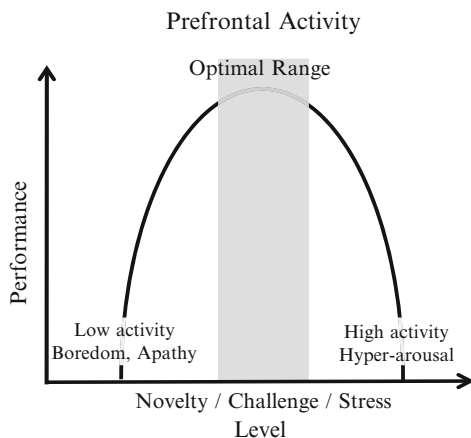 Prefrontal Activity
Optimal Range
Performance
Low activity
Boredom, Apathy
High activity
Hyper-arousal
Novelty / Challenge / Stress
Level